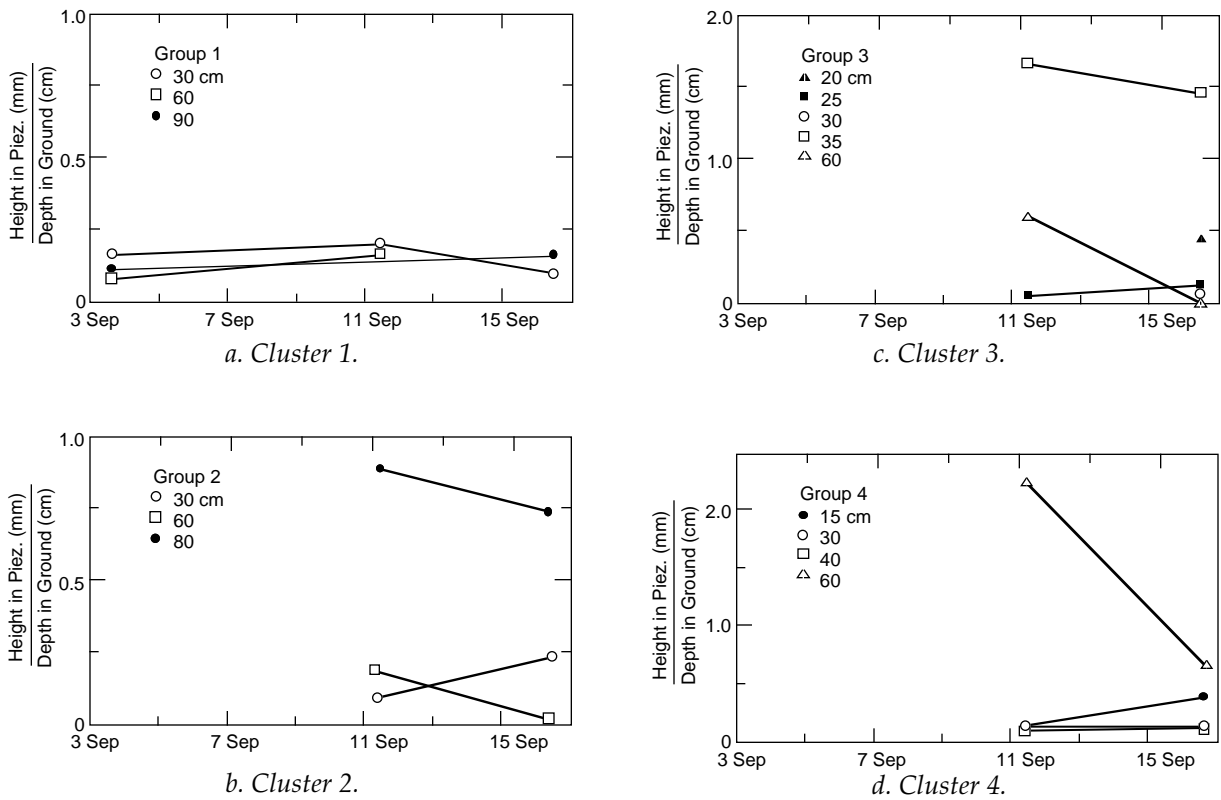 1.0
0.5
0
Height in Piez. (mm)
Depth in Ground (cm)
Group 1
30 cm
60
90
3 Sep 7 Sep 11 Sep 15 Sep
a. Cluster 1.
2.0
1.0
0
Height in Piez. (mm)
Depth in Ground (cm)
Group 3
20 cm
25
30
35
60
3 Sep 7 Sep 11 Sep 15 Sep
c. Cluster 3.
1.0
0.5
0
Height in Piez. (mm)
Depth in Ground (cm)
Group 2
30 cm
60
80
3 Sep 7 Sep 11 Sep 15 Sep
b. Cluster 2.
2.0
1.0
0
Height in Piez. (mm)
Depth in Ground (cm)
Group 4
15 cm
30
40
60
3 Sep 7 Sep 11 Sep 15 Sep
d. Cluster 4.